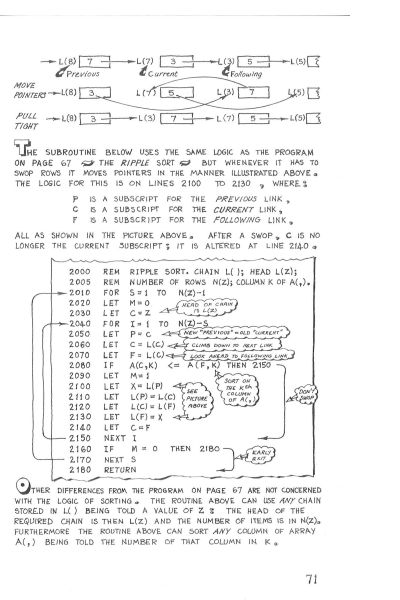 L(8) 7 L(7) 3 L(3) 5 L(5)
Previous Current Following
MOVE
POINTERS L(8) 3 L(7) 5 L(3) 7 L(5)
PULL
TIGHT L(8) 3 L(3) 7 L(7) 5 L(5)
THE SUBROUTINE BELOW USES THE SAME LOGIC AS THE PROGRAM
ON PAGE 67 THE RIPPLE SORT BUT WHENEVER IT HAS TO
SWOP ROWS IT MOVES POINTERS IN THE MANNER ILLUSTRATED ABOVE.
THE LOGIC FOR THIS IS ON LINES 2100 TO 2130, WHERE:
P IS A SUBSCRIPT FOR THE PREVIOUS LINK,
C IS A SUBSCRIPT FOR THE CURRENT LINK,
F IS A SUBSCRIPT FOR THE FOLLOWING LINK,
ALL AS SHOWN IN THE PICTURE ABOVE. AFTER A SWOP, C IS NO
LONGER THE CURRENT SUBSCRIPT; IT IS ALTERED AT LINE 2140.
2000 REM RIPPLE SORT. CHAIN L( ); HEAD L(Z);
2005 REM NUMBER OF ROWS N(Z); COLUMN K OF A(,).
2010 FOR S = 1 TO N(Z)-1
2020 LET M = 0 HEAD OF CHAIN
2030 LET C = Z IS L(Z)
2040 FOR I = 1 TO N(Z)-S
2050 LET P = C NEW "PREVIOUS" = OLD "CURRENT"
2060 LET C = L(C) CLIMB DOWN TO NEXT LINK
2070 LET F = L(C) LOOK AHEAD TO FOLLOWING LINK
2080 IF A(C,K) <= A(F,K) THEN 2150
2090 LET M = 1 SORT ON
2100 LET X = L(P) SEE THE Kth
2110 LET L(P) = L(C) PICTURE COLUMN DON'T
2120 LET L(C) = L(F) ABOVE OF A(,) SWOP
2130 LET L(F) = X
2140 LET C = F
2150 NEXT I
2160 IF M = 0 THEN 2180 EARLY
2170 NEXT S EXIT
2180 RETURN
OTHER DIFFERENCES FROM THE PROGRAM ON PAGE 67 ARE NOT CONCERNED
WITH THE LOGIC OF SORTING. THE ROUTINE ABOVE CAN USE ANY CHAIN
STORED IN L( ) BEING TOLD A VALUE OF Z: THE HEAD OF THE
REQUIRED CHAIN IS THEN L(Z) AND THE NUMBER OF ITEMS IS IN N(Z).
FURTHERMORE THE ROUTINE ABOVE CAN SORT ANY COLUMN OF ARRAY
A(,) BEING TOLD THE NUMBER OF THAT COLUMN IN K.
71